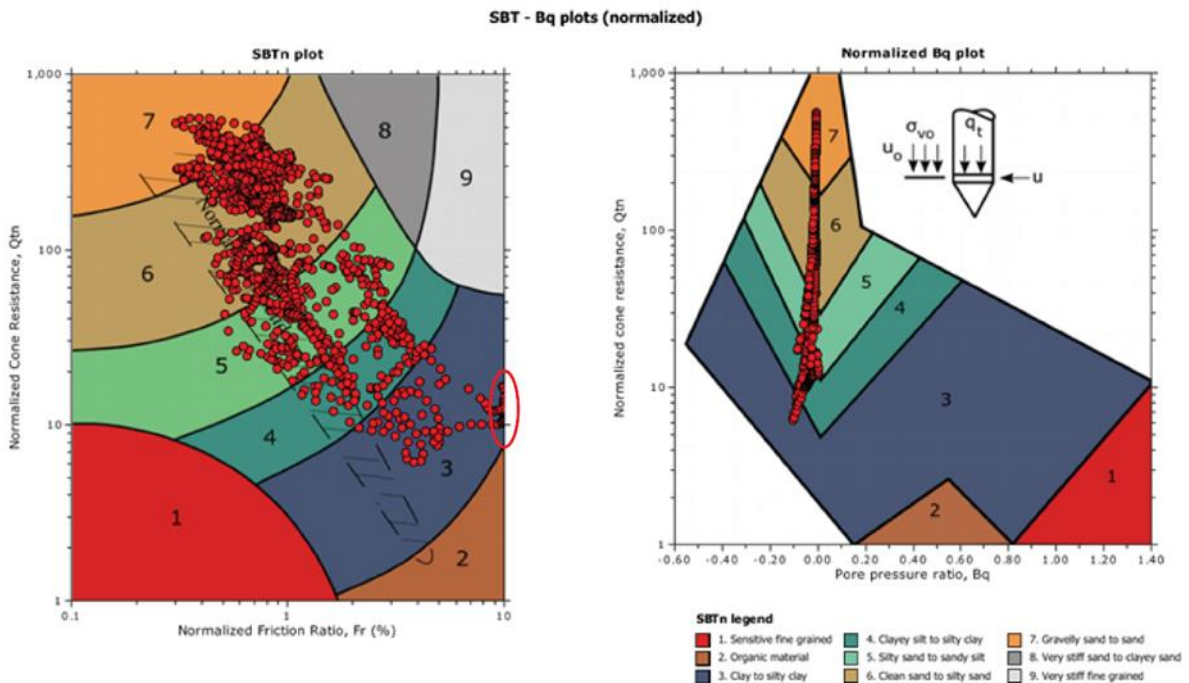 SBT - Bq plots (normalized)
SBTn plot
1,000
100
10
1
0.1
1
10
Normalized Cone Resistance, Qtn
Normalized Friction Ratio, Fr (%)
7
8
9
6
5
4
3
1
2
Normalized Bq plot
1,000
100
10
1
-0.60
-0.40
-0.20
0.00
0.20
0.40
0.60
0.80
1.00
1.20
1.40
Normalized cone resistance, Qtn
Pore pressure ratio, Bq
7
6
5
4
3
2
1
σvo
uo
qt
u
SBTn legend
1. Sensitive fine grained
2. Organic material
3. Clay to silty clay
4. Clayey silt to silty clay
5. Silty sand to sandy silt
6. Clean sand to silty sand
7. Gravelly sand to sand
8. Very stiff sand to clayey sand
9. Very stiff fine grained